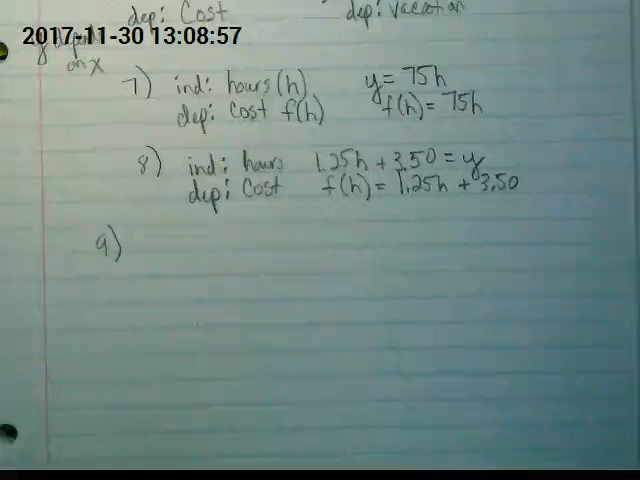 dep: Cost dep: vacation
2017-11-30 13:08:57
y depends
on x
7) ind: hours (h) y = 75h
dep: cost f(h) f(h) = 75h
8) ind: hours 1.25h + 3.50 = y
dep: Cost f(h) = 1.25h + 3.50
9)